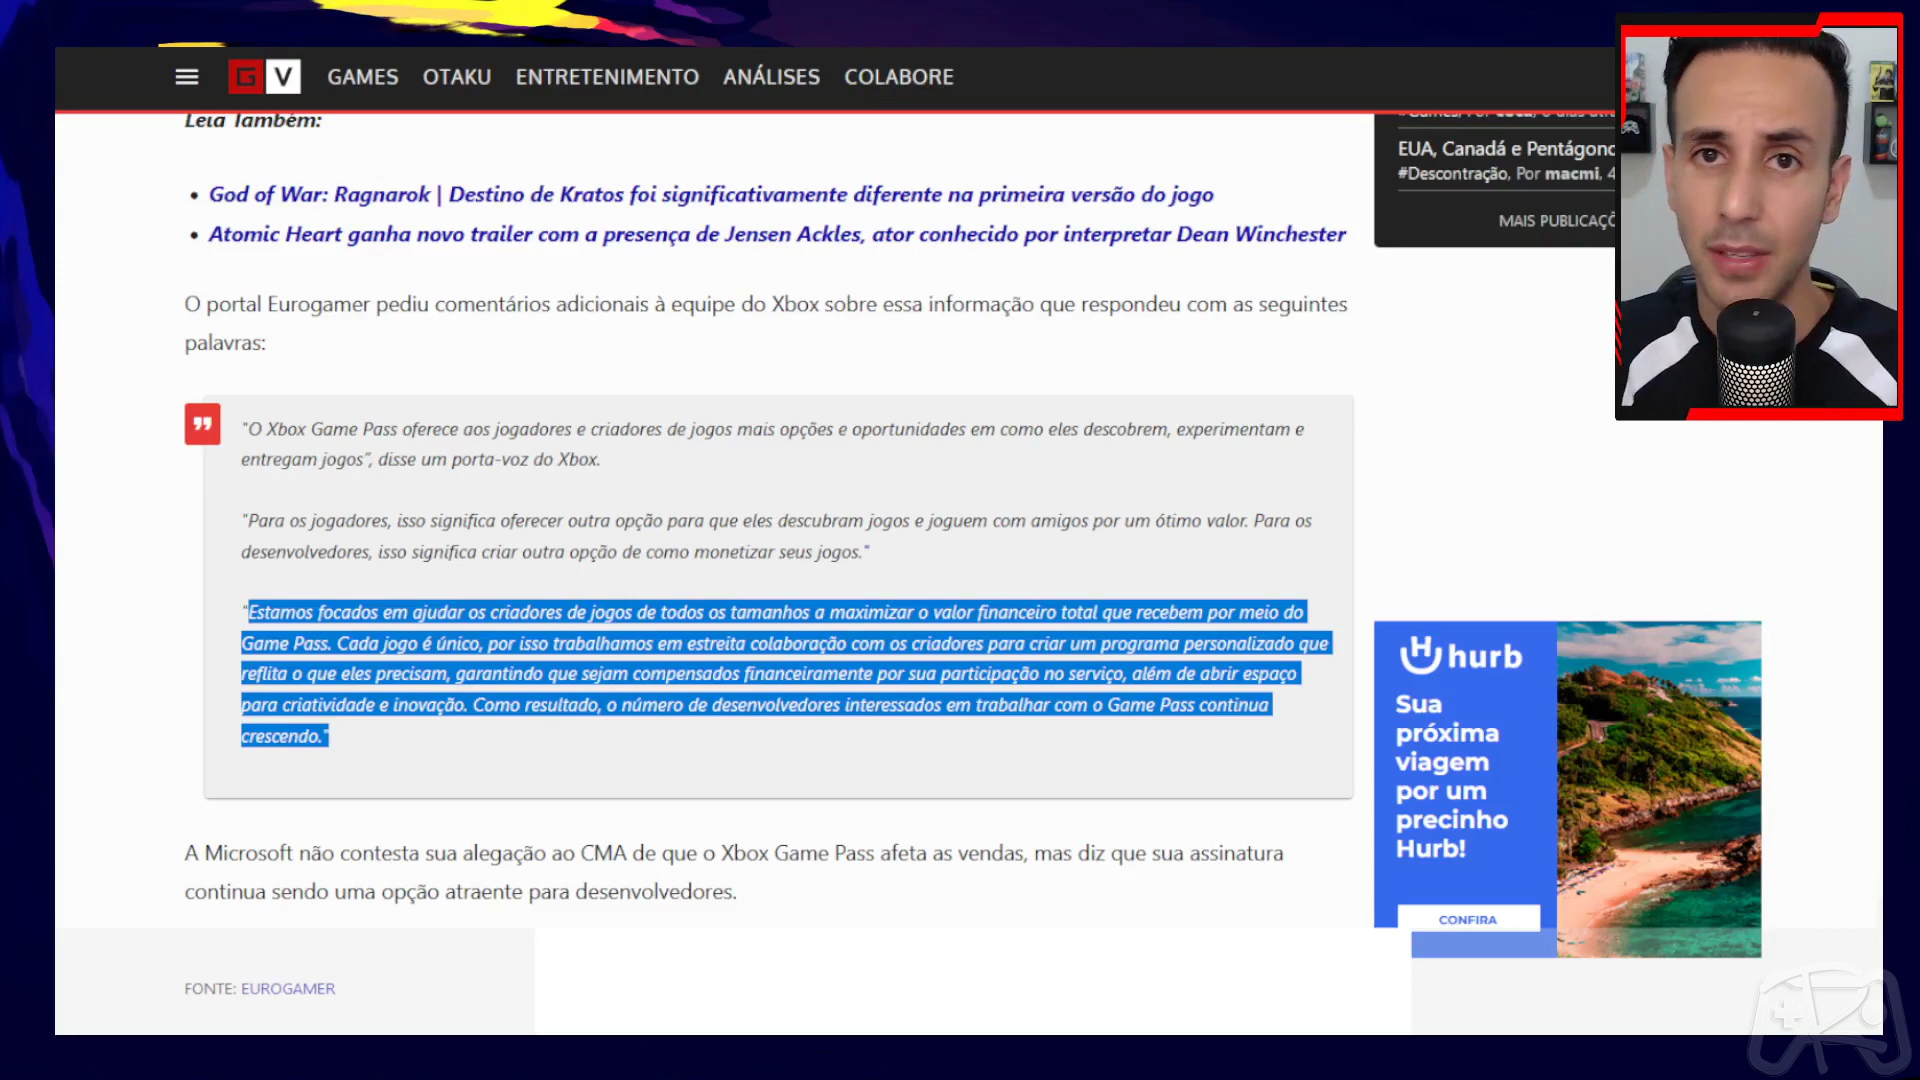 GV GAMES OTAKU ENTRETENIMENTO ANÁLISES COLABORE
Leia Também:
• God of War: Ragnarok | Destino de Kratos foi significativamente diferente na primeira versão do jogo
• Atomic Heart ganha novo trailer com a presença de Jensen Ackles, ator conhecido por interpretar Dean Winchester
O portal Eurogamer pediu comentários adicionais à equipe do Xbox sobre essa informação que respondeu com as seguintes
palavras:
"O Xbox Game Pass oferece aos jogadores e criadores de jogos mais opções e oportunidades em como eles descobrem, experimentam e
entregam jogos”, disse um porta-voz do Xbox.
"Para os jogadores, isso significa oferecer outra opção para que eles descubram jogos e joguem com amigos por um ótimo valor. Para os
desenvolvedores, isso significa criar outra opção de como monetizar seus jogos."
"Estamos focados em ajudar os criadores de jogos de todos os tamanhos a maximizar o valor financeiro total que recebem por meio do
Game Pass. Cada jogo é único, por isso trabalhamos em estreita colaboração com os criadores para criar um programa personalizado que
reflita o que eles precisam, garantindo que sejam compensados financeiramente por sua participação no serviço, além de abrir espaço
para criatividade e inovação. Como resultado, o número de desenvolvedores interessados em trabalhar com o Game Pass continua
crescendo."
A Microsoft não contesta sua alegação ao CMA de que o Xbox Game Pass afeta as vendas, mas diz que sua assinatura
continua sendo uma opção atraente para desenvolvedores.
FONTE: EUROGAMER
EUA, Canadá e Pentágono
#Descontração, Por macmi, 4
MAIS PUBLICAÇÕ
hurb
Sua
próxima
viagem
por um
precinho
Hurb!
CONFIRA